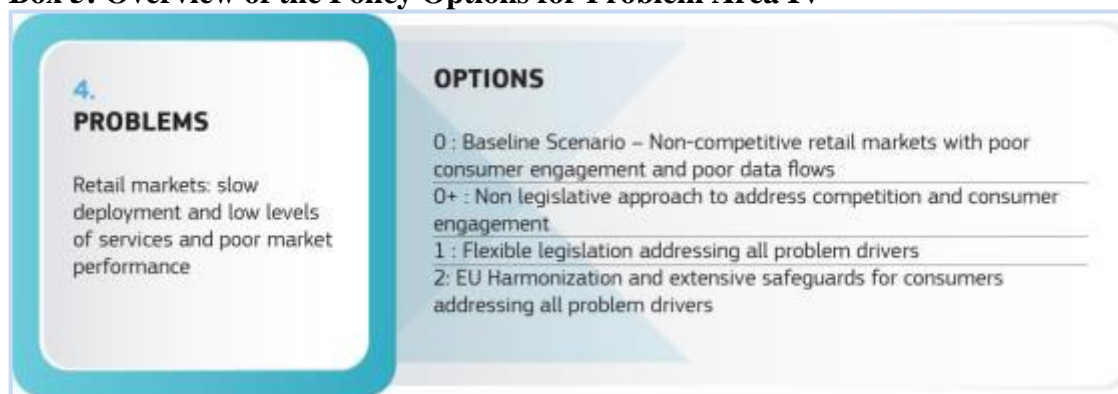 Box 5: Overview of the Policy Options for Problem Area IV
4.
PROBLEMS
Retail markets: slow
deployment and low levels
of services and poor market
performance
OPTIONS
0 : Baseline Scenario – Non-competitive retail markets with poor
consumer engagement and poor data flows
0+ : Non legislative approach to address competition and consumer
engagement
1 : Flexible legislation addressing all problem drivers
2: EU Harmonization and extensive safeguards for consumers
addressing all problem drivers